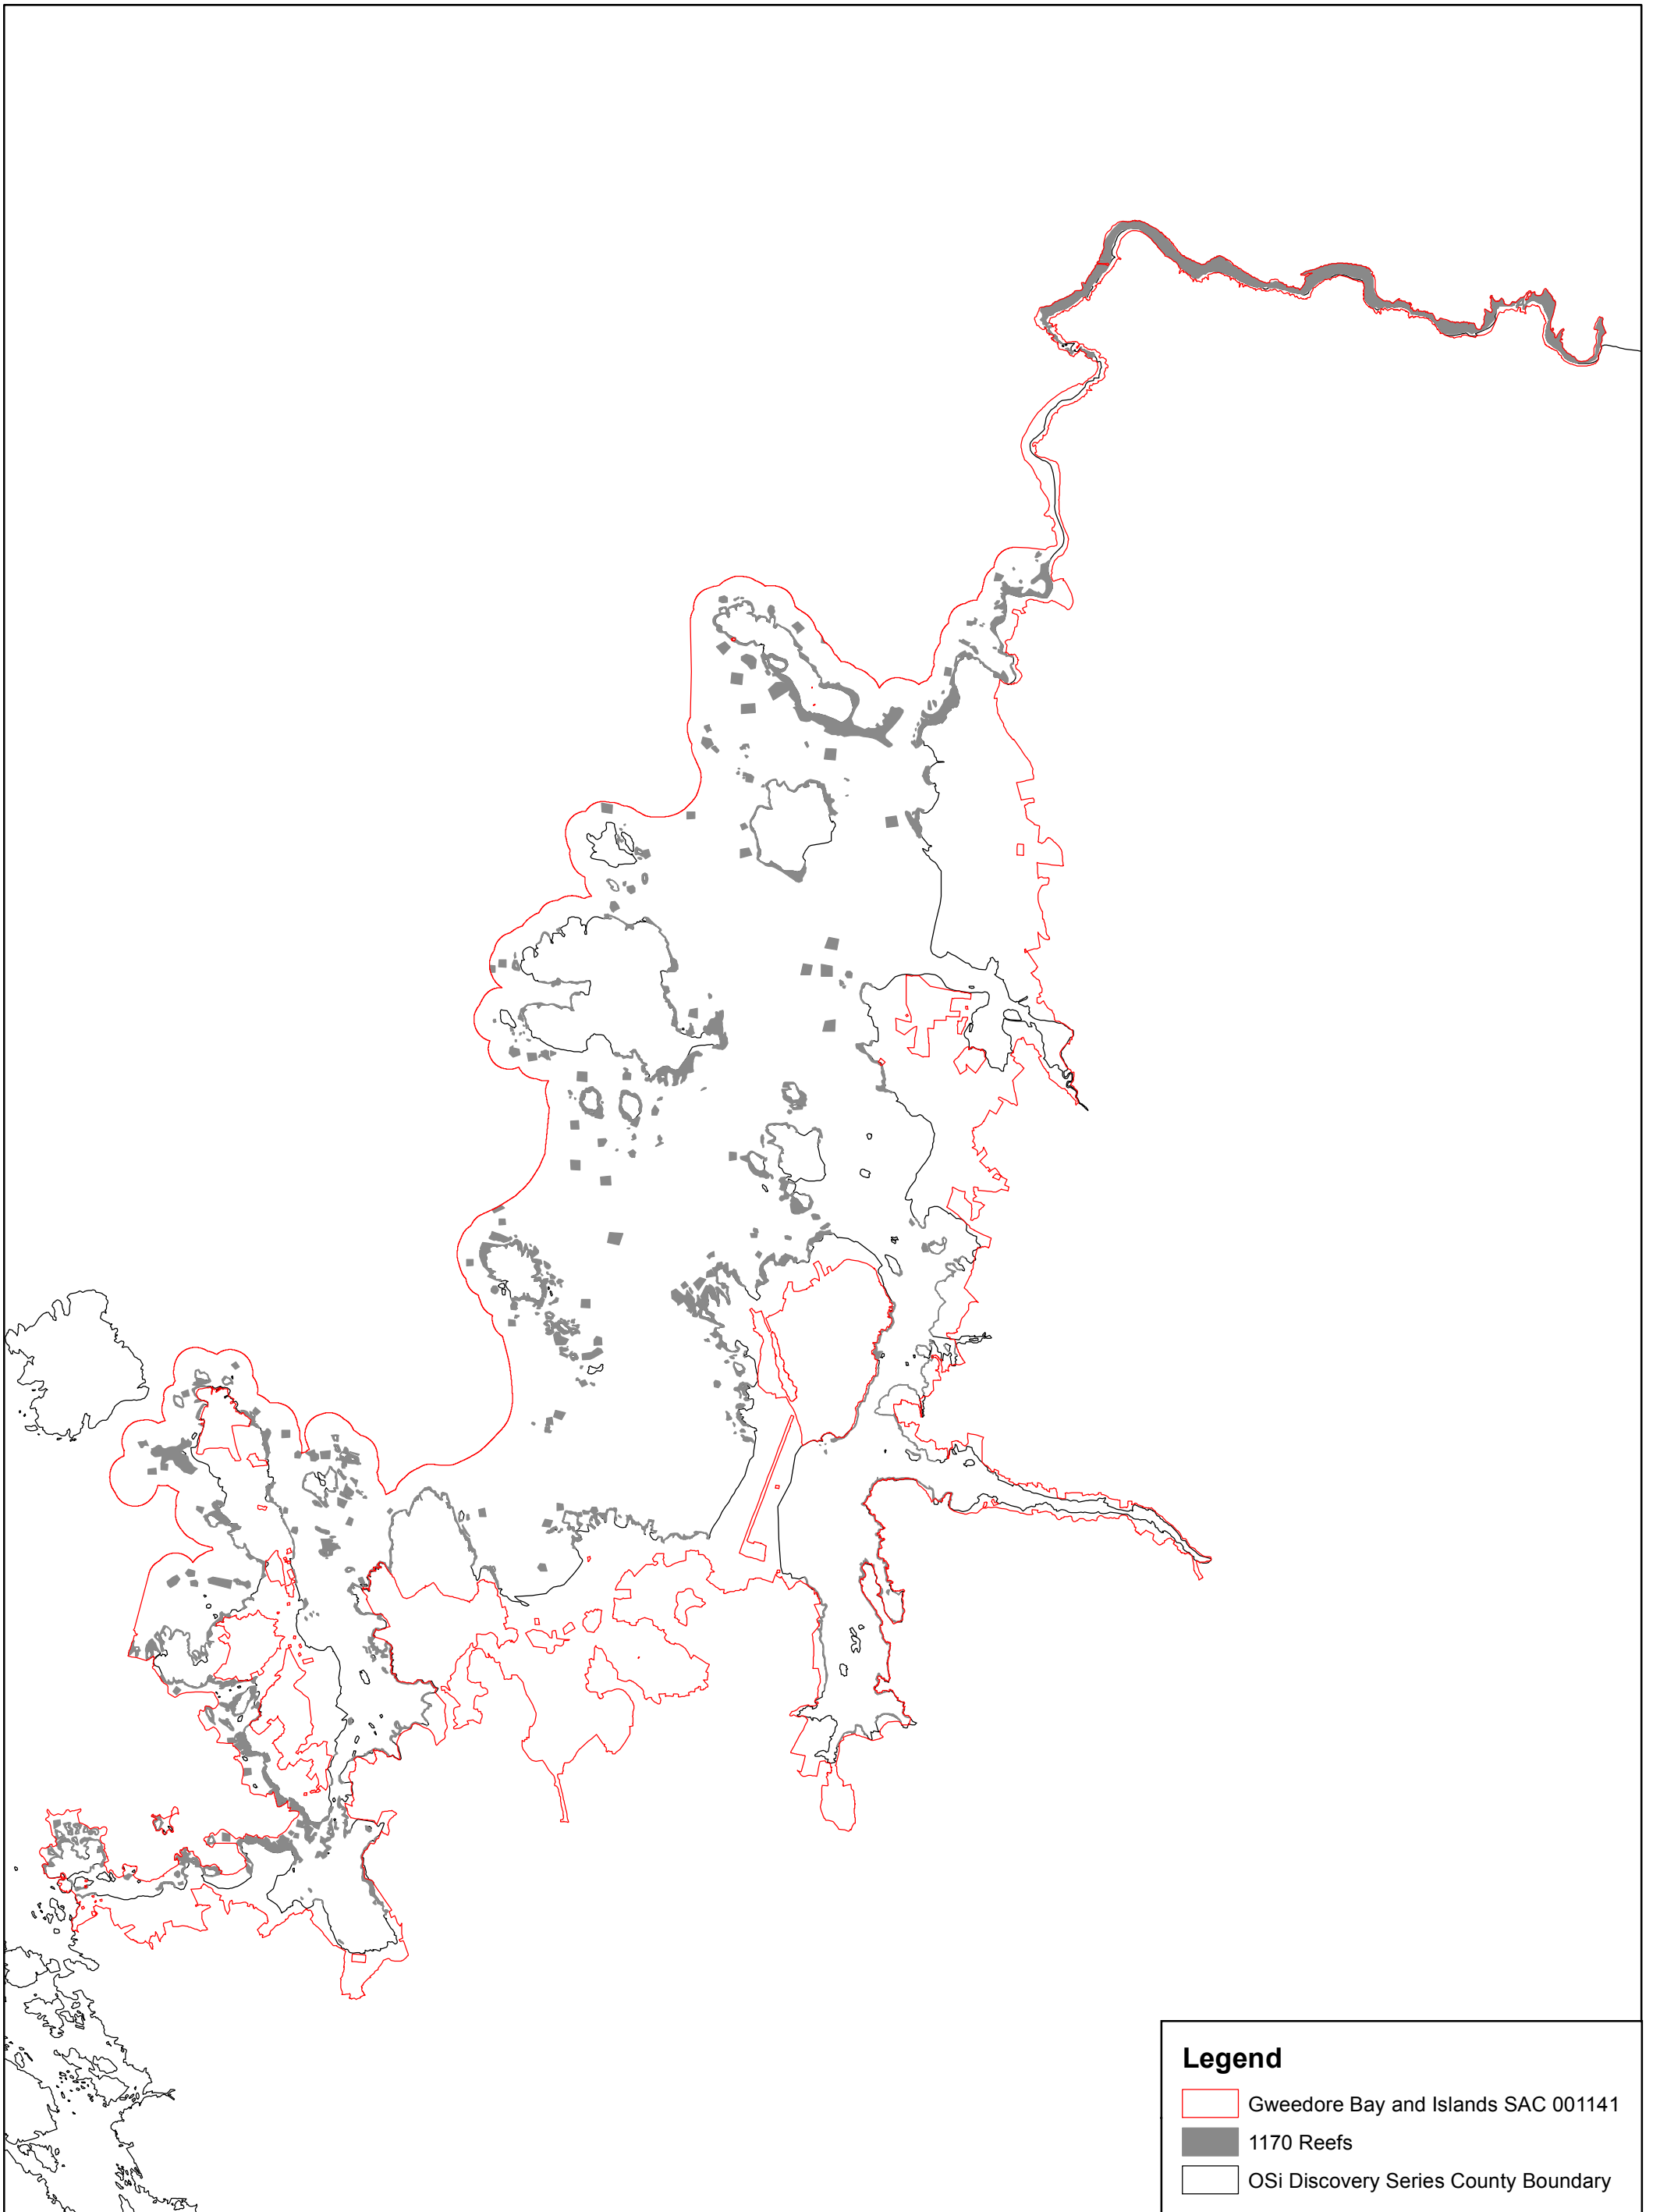 Legend
Gweedore Bay and Islands SAC 001141
1170 Reefs
OSi Discovery Series County Boundary